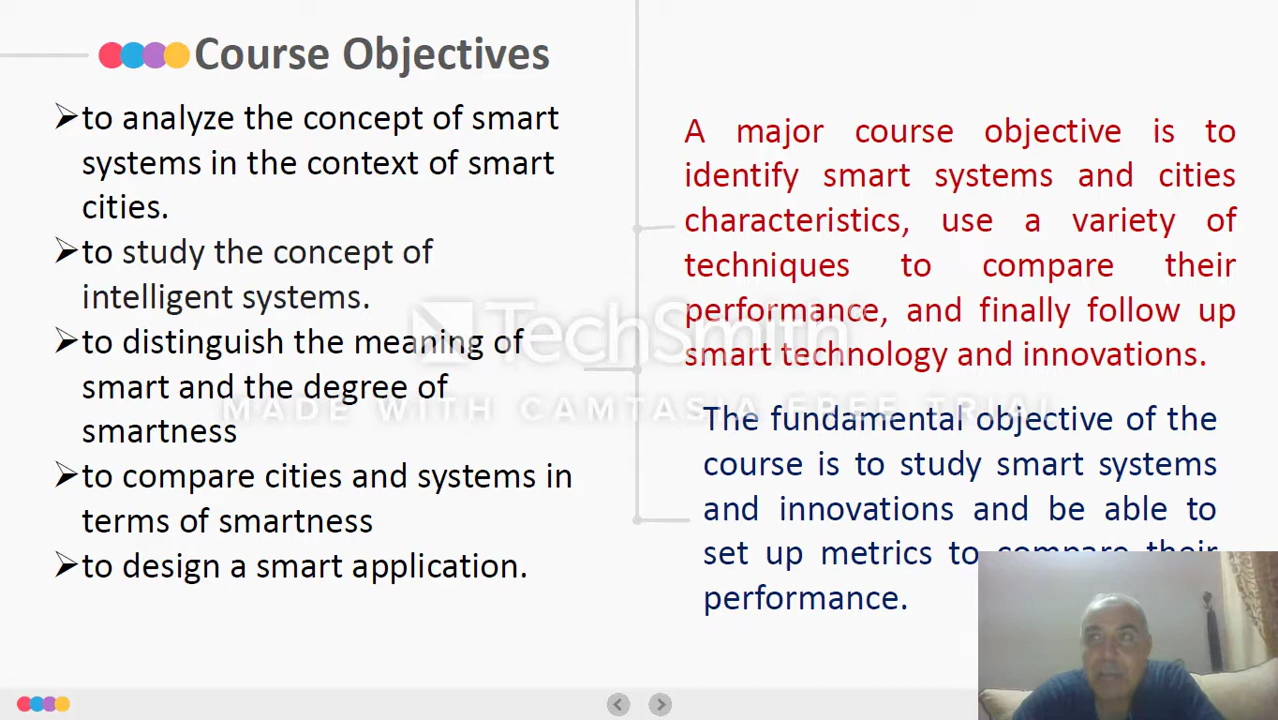 Course Objectives
to analyze the concept of smart
systems in the context of smart
cities.
to study the concept of
intelligent systems.
to distinguish the meaning of
smart and the degree of
smartness
to compare cities and systems in
terms of smartness
to design a smart application.
A major course objective is to
identify smart systems and cities
characteristics, use a variety of
techniques to compare their
performance, and finally follow up
smart technology and innovations.
The fundamental objective of the
course is to study smart systems
and innovations and be able to
set up metrics to compare their
performance.
TechSmith
MADE WITH CAMTASIA FREE TRIAL